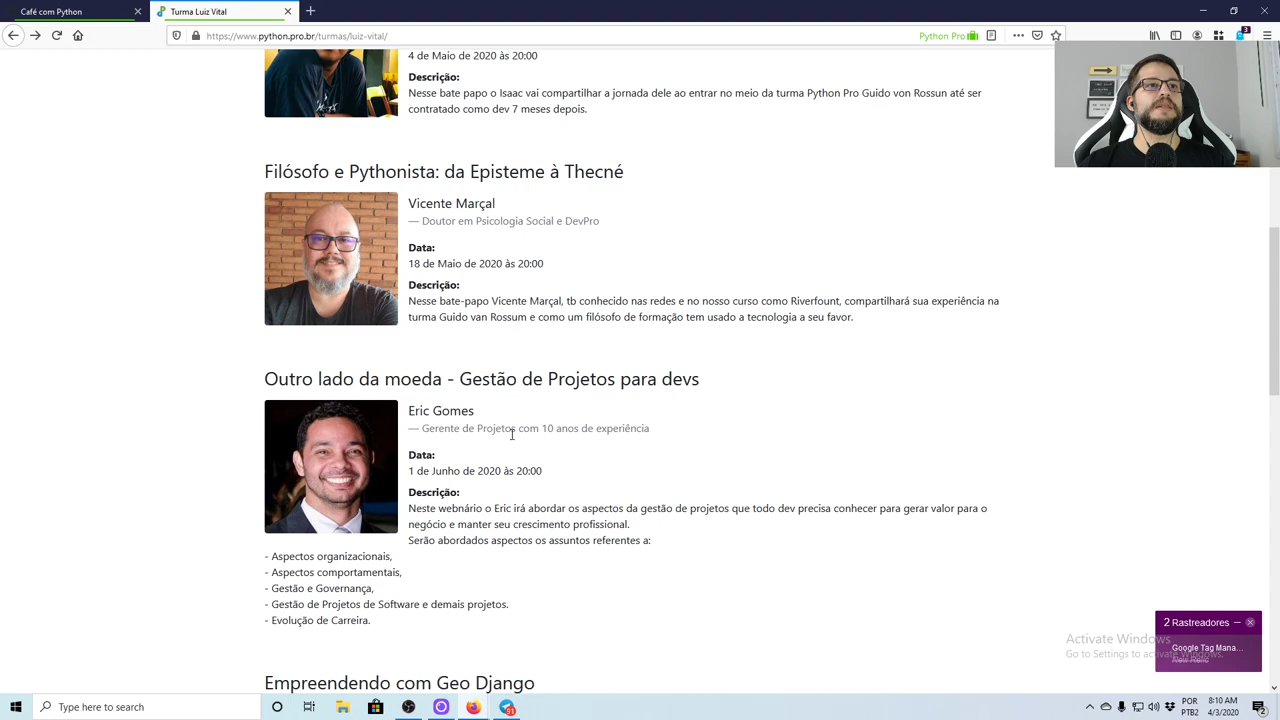 Café com Python
Turma Luiz Vital
https://www.python.pro.br/turmas/luiz-vital/
Python Pro
3
4 de Maio de 2020 às 20:00
Descrição:
Nesse bate papo o Isaac vai compartilhar a jornada dele ao entrar no meio da turma Python Pro Guido von Rossun até ser
contratado como dev 7 meses depois.
Filósofo e Pythonista: da Episteme à Thecné
Vicente Marçal
— Doutor em Psicologia Social e DevPro
Data:
18 de Maio de 2020 às 20:00
Descrição:
Nesse bate-papo Vicente Marçal, tb conhecido nas redes e no nosso curso como Riverfount, compartilhará sua experiência na
turma Guido van Rossum e como um filósofo de formação tem usado a tecnologia a seu favor.
Outro lado da moeda - Gestão de Projetos para devs
Eric Gomes
— Gerente de Projetos com 10 anos de experiência
Data:
1 de Junho de 2020 às 20:00
Descrição:
Neste webnário o Eric irá abordar os aspectos da gestão de projetos que todo dev precisa conhecer para gerar valor para o
negócio e manter seu crescimento profissional.
Serão abordados aspectos os assuntos referentes a:
- Aspectos organizacionais,
- Aspectos comportamentais,
- Gestão e Governança,
- Gestão de Projetos de Software e demais projetos.
- Evolução de Carreira.
Empreendendo com Geo Django
2 Rastreadores
Google Tag Mana...
New Relic
Activate Windows
Go to Settings to activate Windows.
Type here to search
91
POR
PTB2
8:10 AM
4/3/2020
2